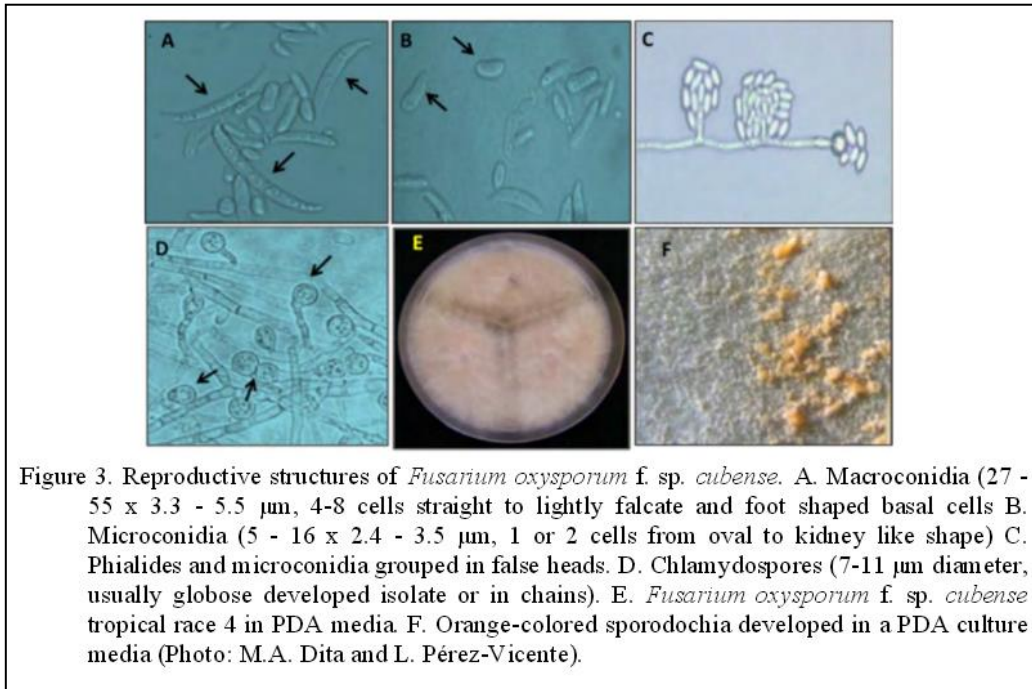 A
B
C
D
E
F
Figure 3. Reproductive structures of Fusarium oxysporum f. sp. cubense. A. Macroconidia (27 -
55 x 3.3 - 5.5 µm, 4-8 cells straight to lightly falcate and foot shaped basal cells B.
Microconidia (5 - 16 x 2.4 - 3.5 µm, 1 or 2 cells from oval to kidney like shape) C.
Phialides and microconidia grouped in false heads. D. Chlamydospores (7-11 µm diameter,
usually globose developed isolate or in chains). E. Fusarium oxysporum f. sp. cubense
tropical race 4 in PDA media. F. Orange-colored sporodochia developed in a PDA culture
media (Photo: M.A. Dita and L. Pérez-Vicente).